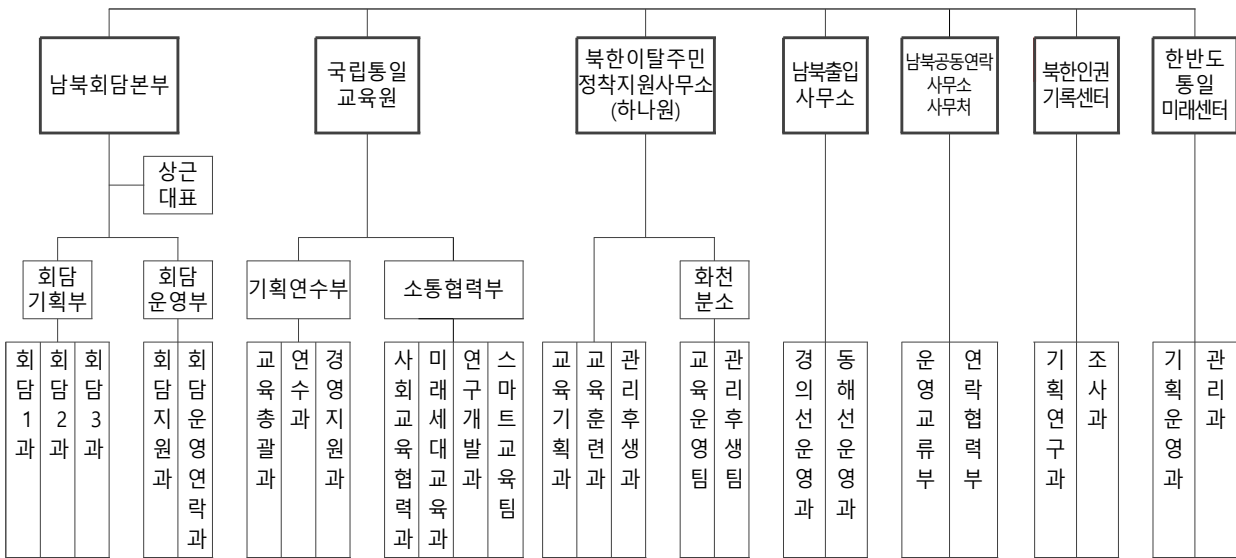 남북회담본부
국립통일
교육원
북한이탈주민
정착지원사무소
(하나원)
남북출입
사무소
남북공동연락
사무소
사무처
북한인권
기록센터
한반도
통일
미래센터
상근
대표
회담
기획부
회담
운영부
기획연수부
소통협력부
화천
분소
회담1과
회담2과
회담3과
회담지원과
회담운영연락과
교육총괄과
연수과
경영지원과
사회교육협력과
미래세대교육과
연구개발과
스마트교육팀
교육기획과
교육훈련과
관리후생과
교육운영팀
관리후생팀
경의선운영과
동해선운영과
운영교류부
연락협력부
기획연구과
조사과
기획운영과
관리과